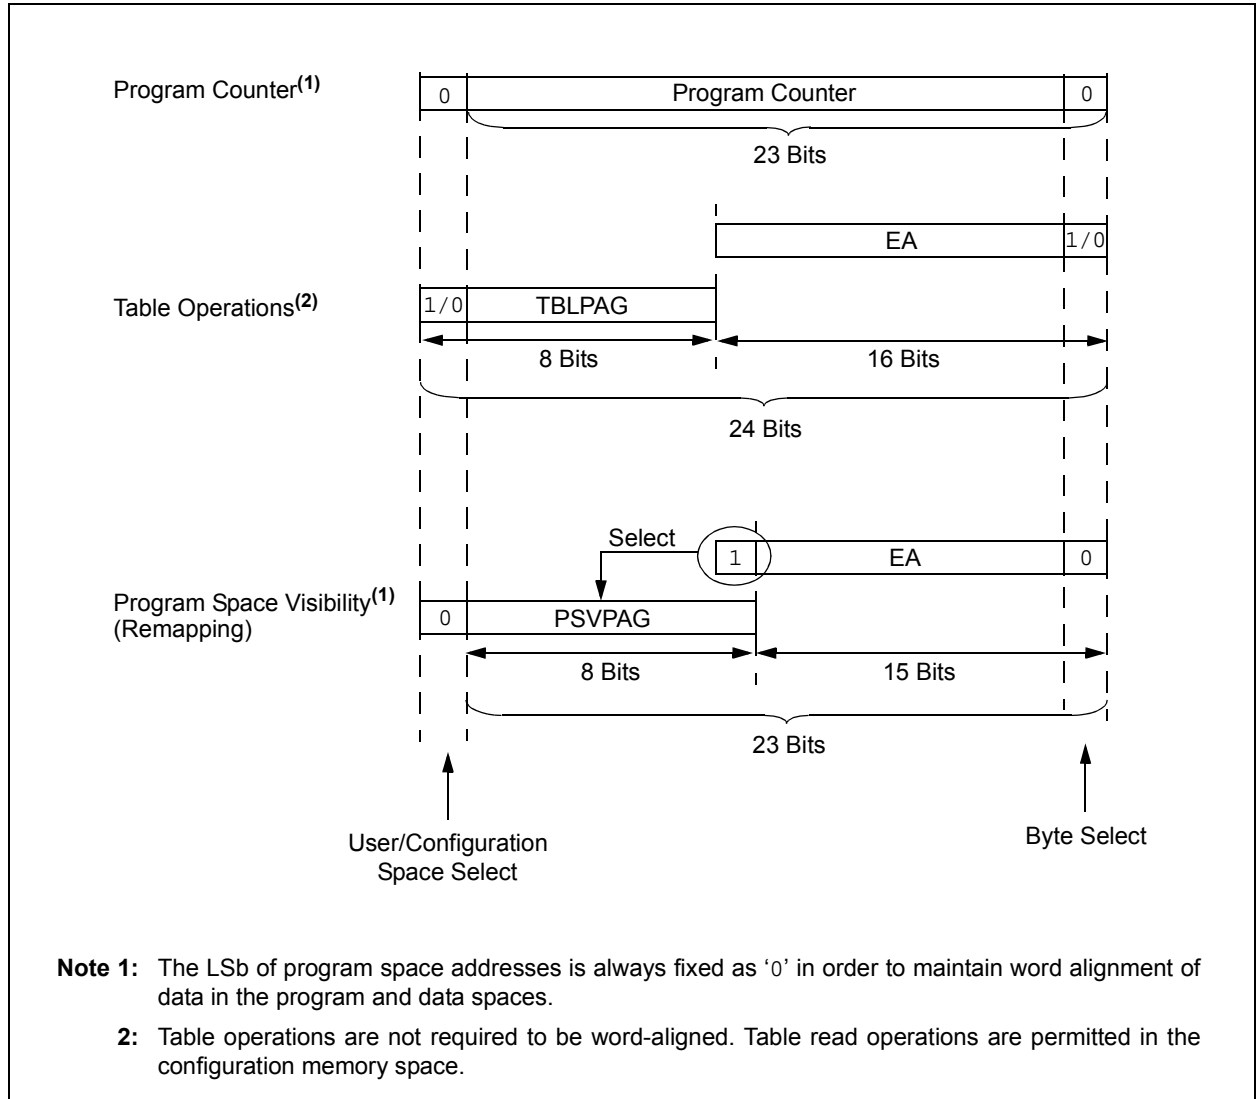 Program Counter(1)
0 Program Counter 0
23 Bits
EA 1/0
Table Operations(2)
1/0 TBLPAG
8 Bits 16 Bits
24 Bits
Select
1 EA 0
Program Space Visibility(1)
(Remapping)
0 PSVPAG
8 Bits 15 Bits
23 Bits
User/Configuration
Space Select
Byte Select
Note 1: The LSb of program space addresses is always fixed as ‘0’ in order to maintain word alignment of
data in the program and data spaces.
2: Table operations are not required to be word-aligned. Table read operations are permitted in the
configuration memory space.